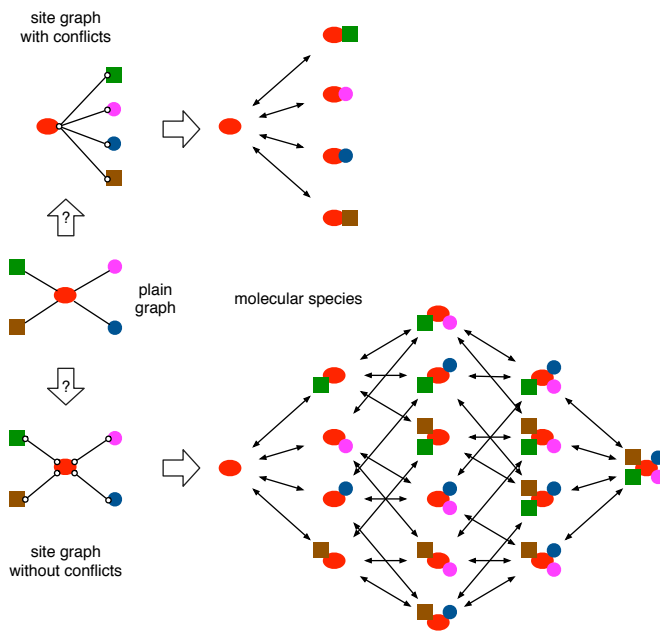 site graph
with conflicts
?
plain
graph
molecular species
?
site graph
without conflicts